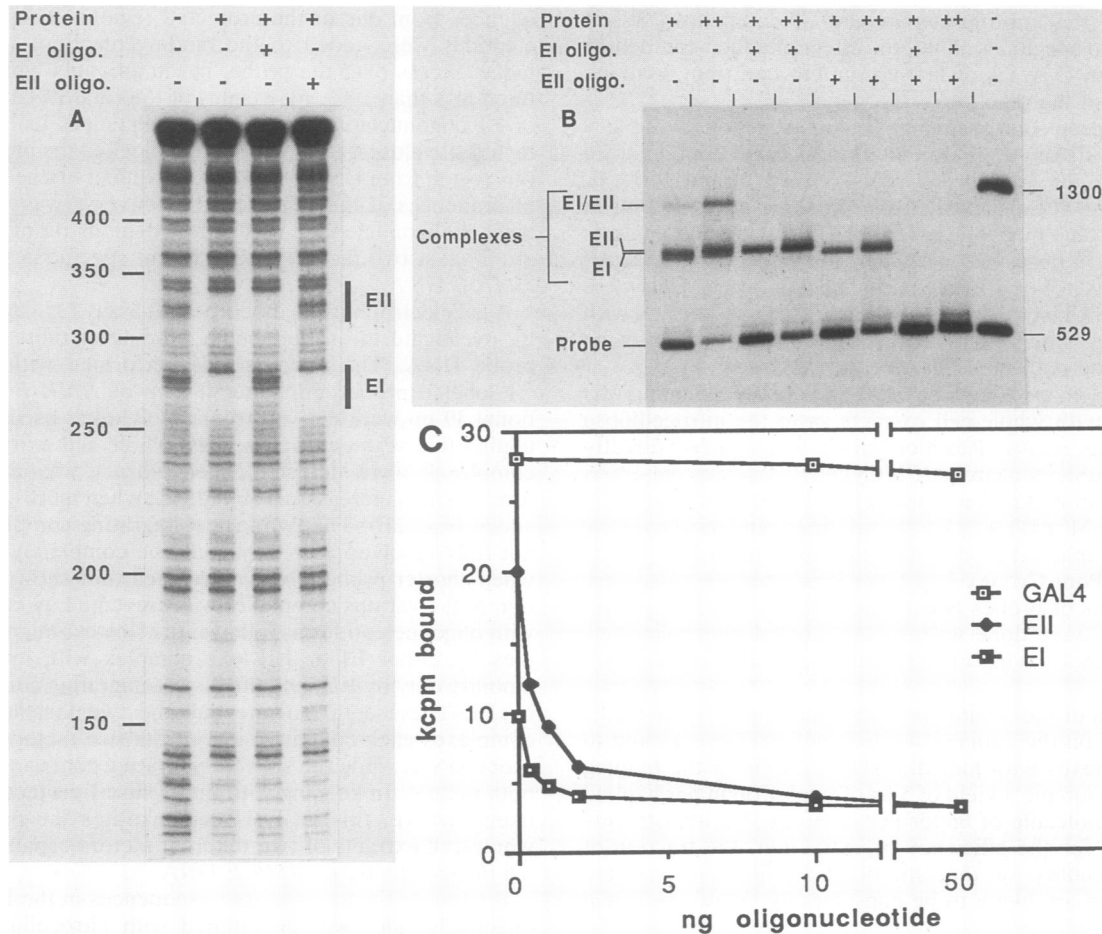 Protein - + + +
EI oligo. - - + -
EII oligo. - - - +
A
400
350
300
250
200
150
EII
EI
Protein + ++ + ++ + ++ + ++
EI oligo. - - + + - - + +
EII oligo. - - - - + + + +
B
EI/EII
Complexes
EII
EI
Probe
1300
529
C
30
20
10
0
kcpm bound
GAL4
EII
EI
0 5 10 50
ng oligonucleotide